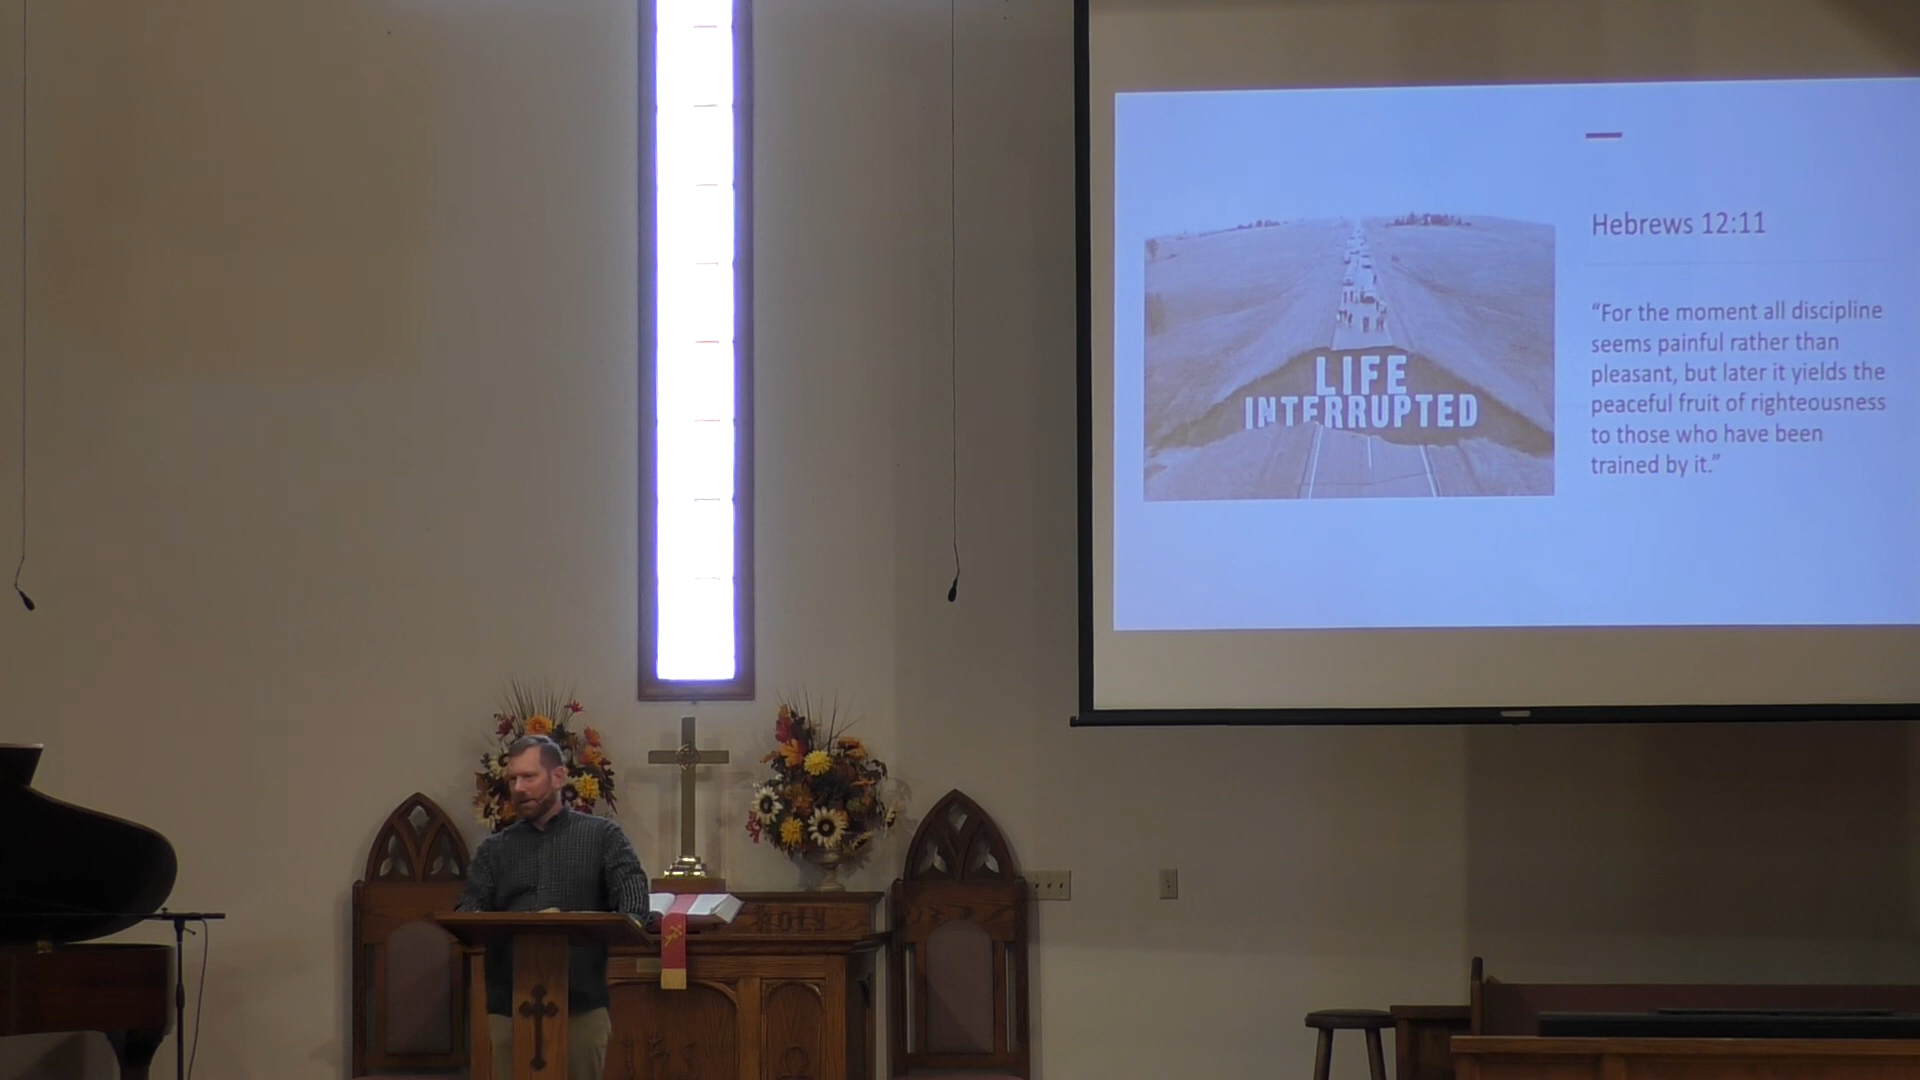 Hebrews 12:11
LIFE
INTERRUPTED
“For the moment all discipline
seems painful rather than
pleasant, but later it yields the
peaceful fruit of righteousness
to those who have been
trained by it.”
HOLY